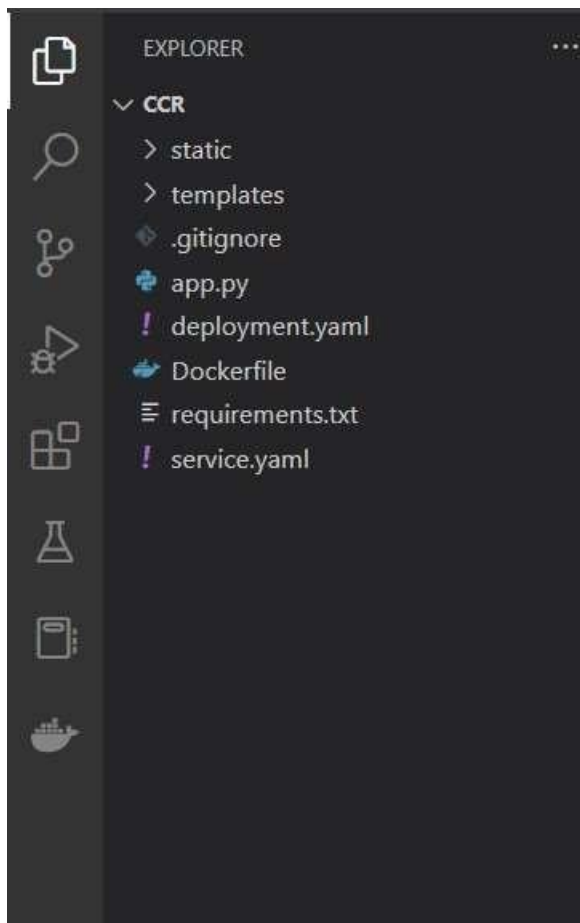 EXPLORER
CCR
static
templates
.gitignore
app.py
deployment.yaml
Dockerfile
requirements.txt
service.yaml